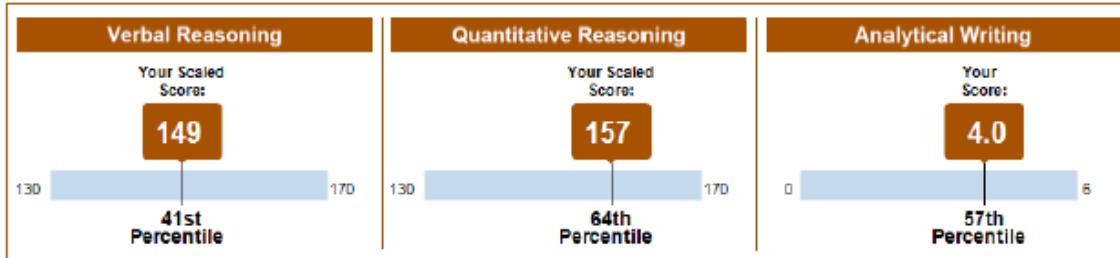 Verbal Reasoning
Your Scaled
Score:
149
130
170
41st
Percentile
Quantitative Reasoning
Your Scaled
Score:
157
130
170
64th
Percentile
Analytical Writing
Your
Score:
4.0
0
6
57th
Percentile